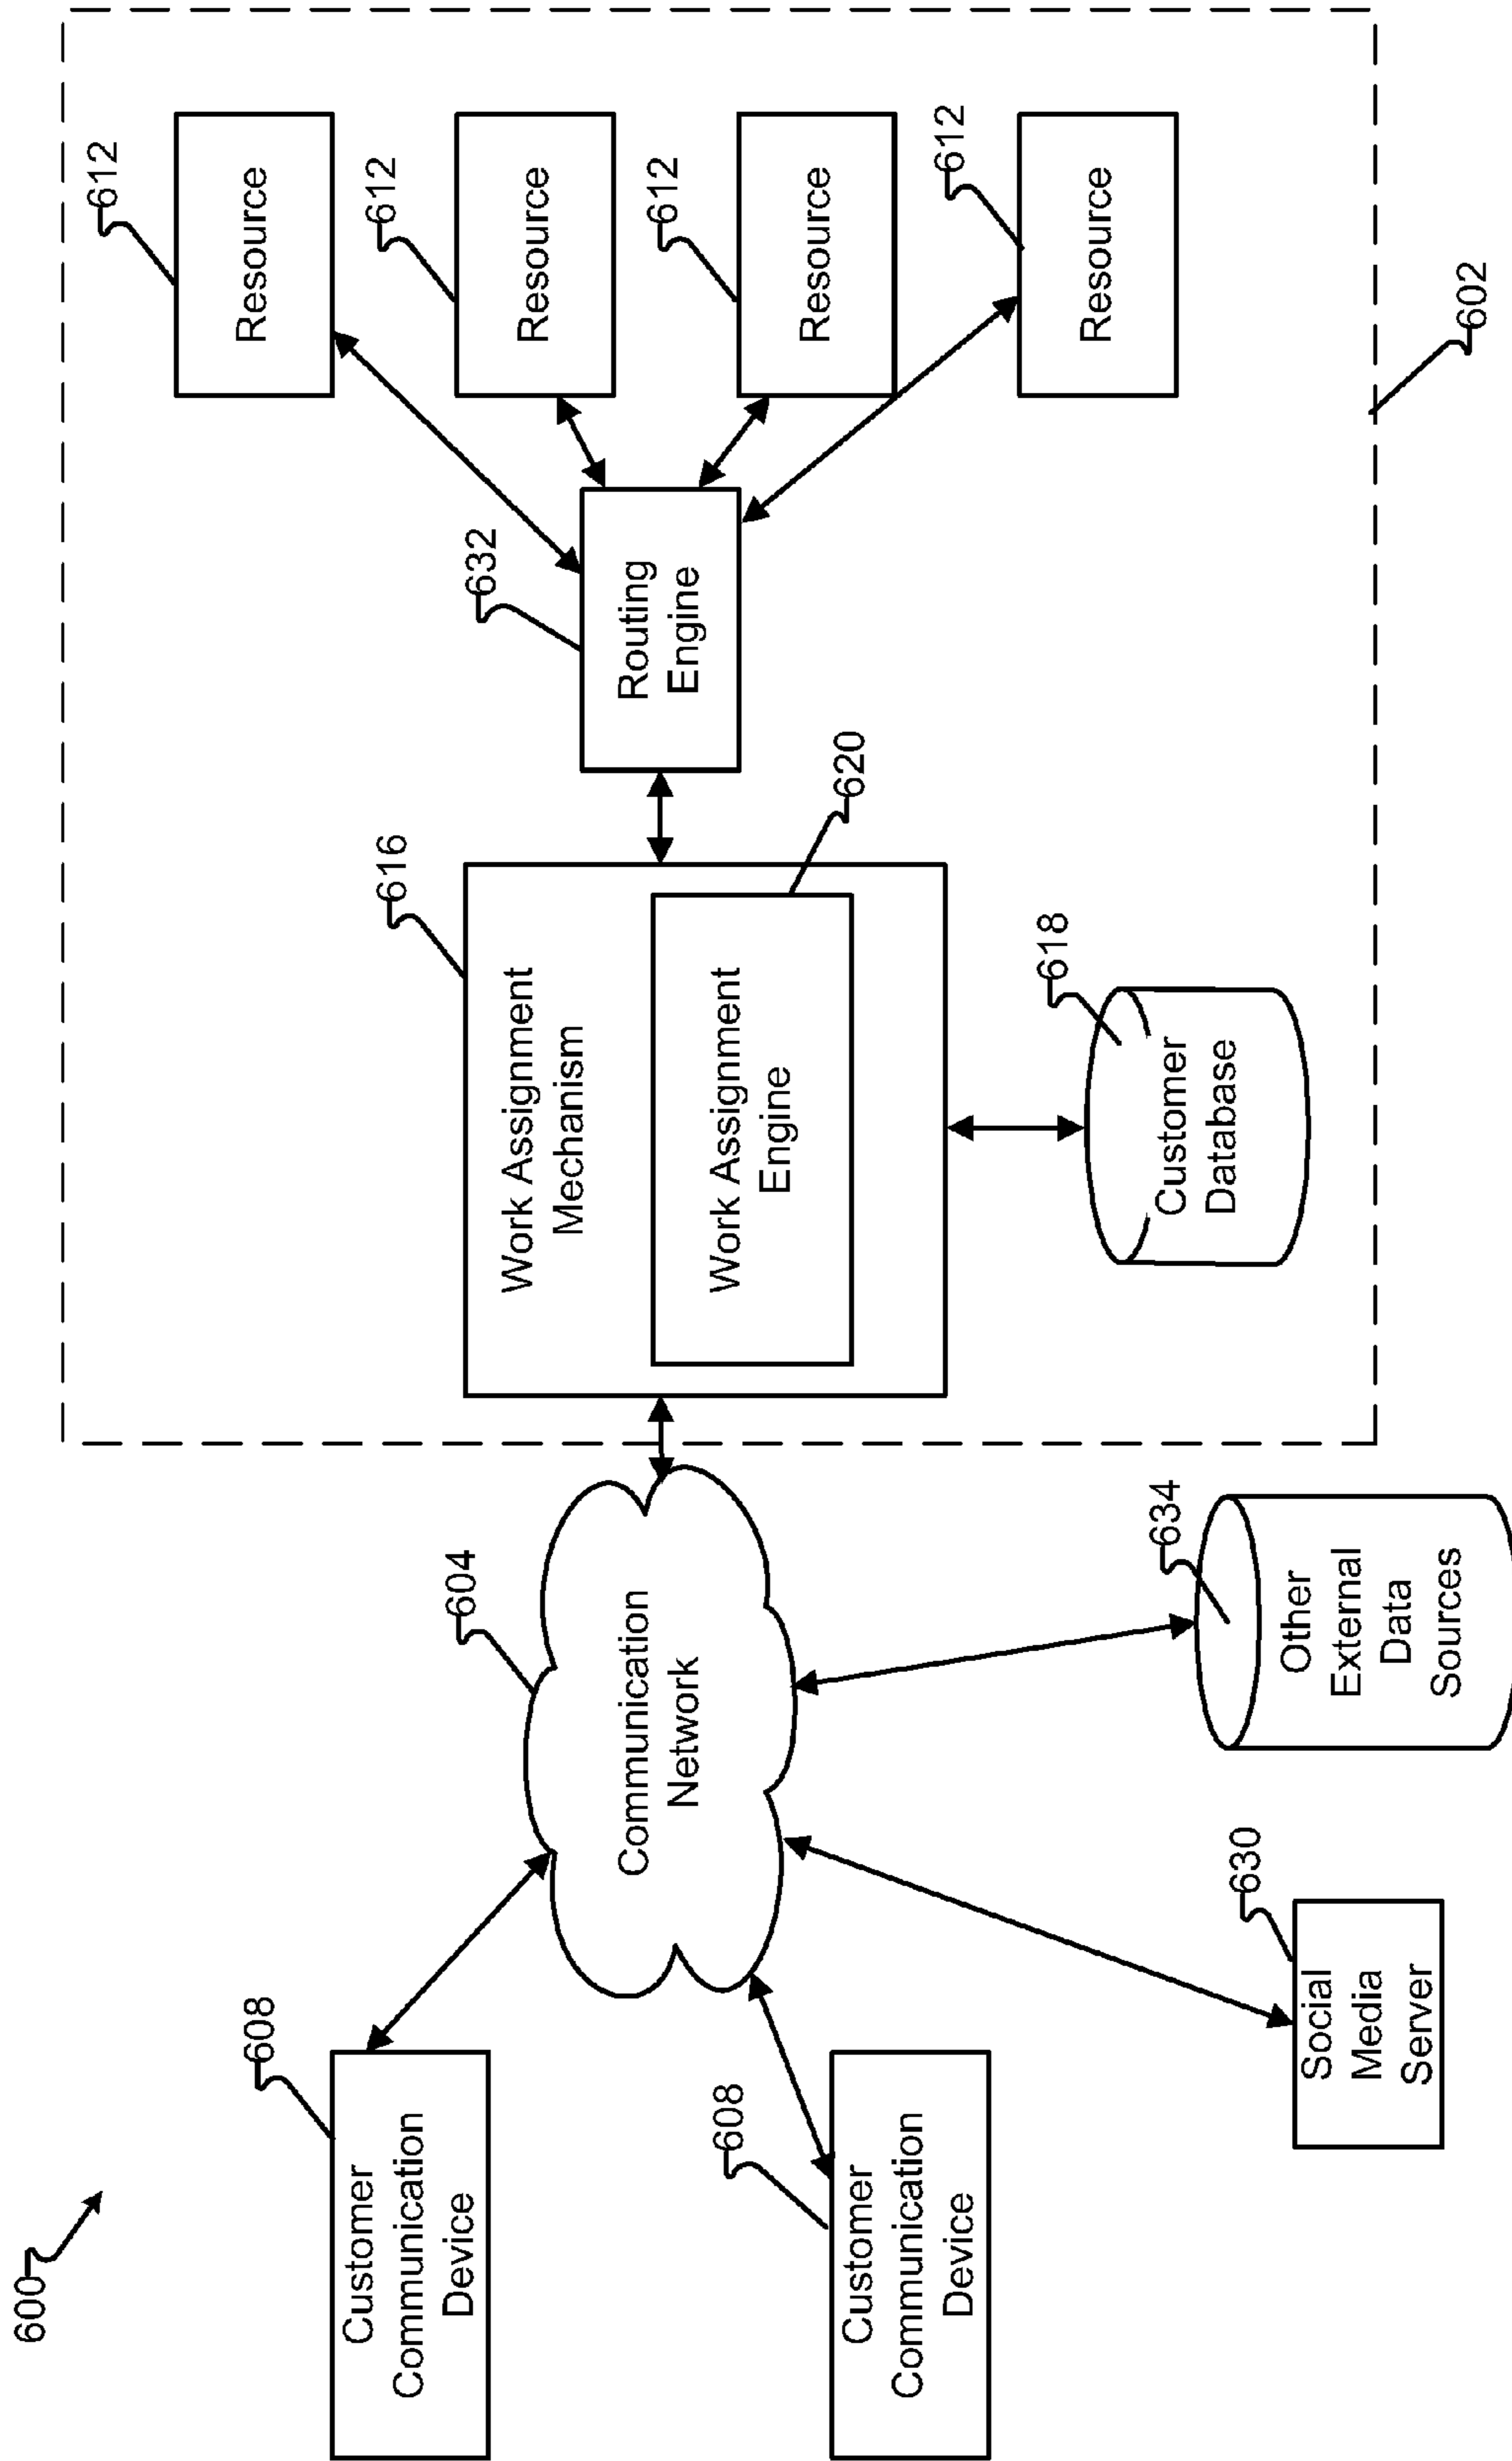 600
608
Customer
Communication
Device
608
Customer
Communication
Device
604
Communication
Network
630
Social
Media
Server
634
Other
External
Data
Sources
616
Work Assignment
Mechanism
620
Work Assignment
Engine
618
Customer
Database
632
Routing
Engine
612
Resource
612
Resource
612
Resource
612
Resource
602